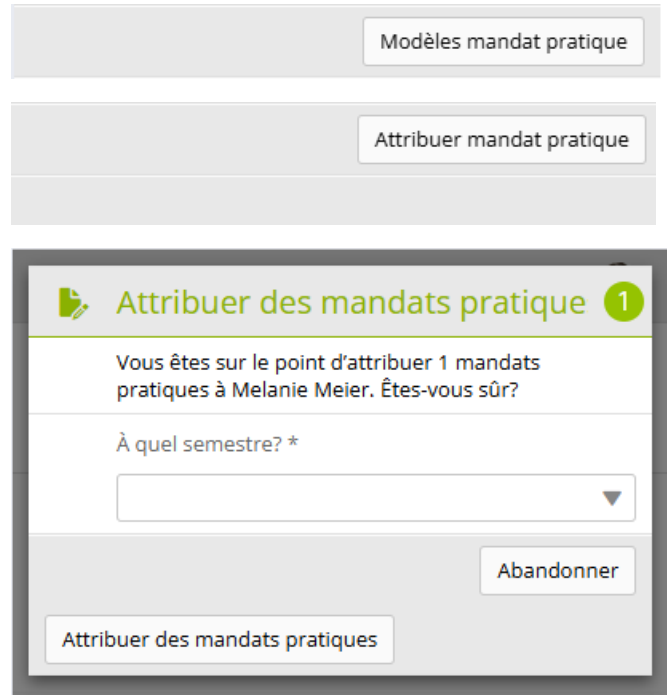 Modèles mandat pratique
Attribuer mandat pratique
Attribuer des mandats pratique 1
Vous êtes sur le point d’attribuer 1 mandats
pratiques à Melanie Meier. Êtes-vous sûr?
À quel semestre? *
Abandonner
Attribuer des mandats pratiques